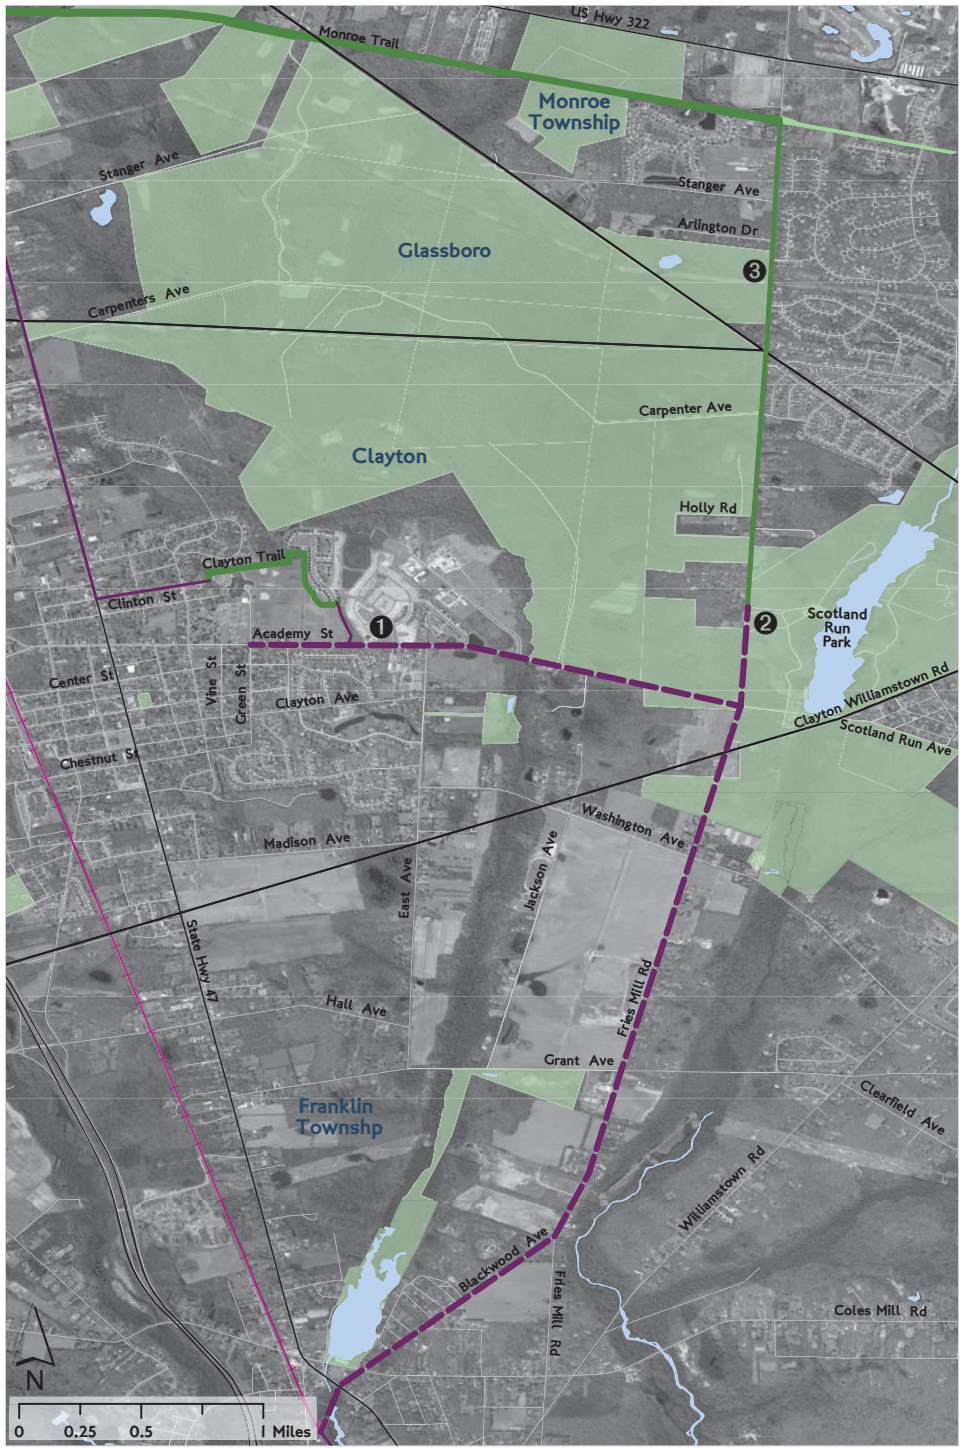 US Hwy 322
Monroe Trail
Monroe
Township
Stanger Ave
Stanger Ave
Arlington Dr
Glassboro
3
Carpenters Ave
Carpenter Ave
Clayton
Holly Rd
Clayton Trail
Clinton St
Scotland
Run
Park
1
2
Academy St
Center St
Vine St
Green St
Clayton Ave
Clayton Williamstown Rd
Scotland Run Ave
Chestnut St
Washington Ave
Madison Ave
East Ave
Jackson Ave
State Hwy 47
Fries Mill Rd
Hall Ave
Grant Ave
Franklin
Townshp
Clearfield Ave
Williamstown Rd
Blackwood Ave
Fries Mill Rd
Coles Mill Rd
N
0 0.25 0.5 1 Miles